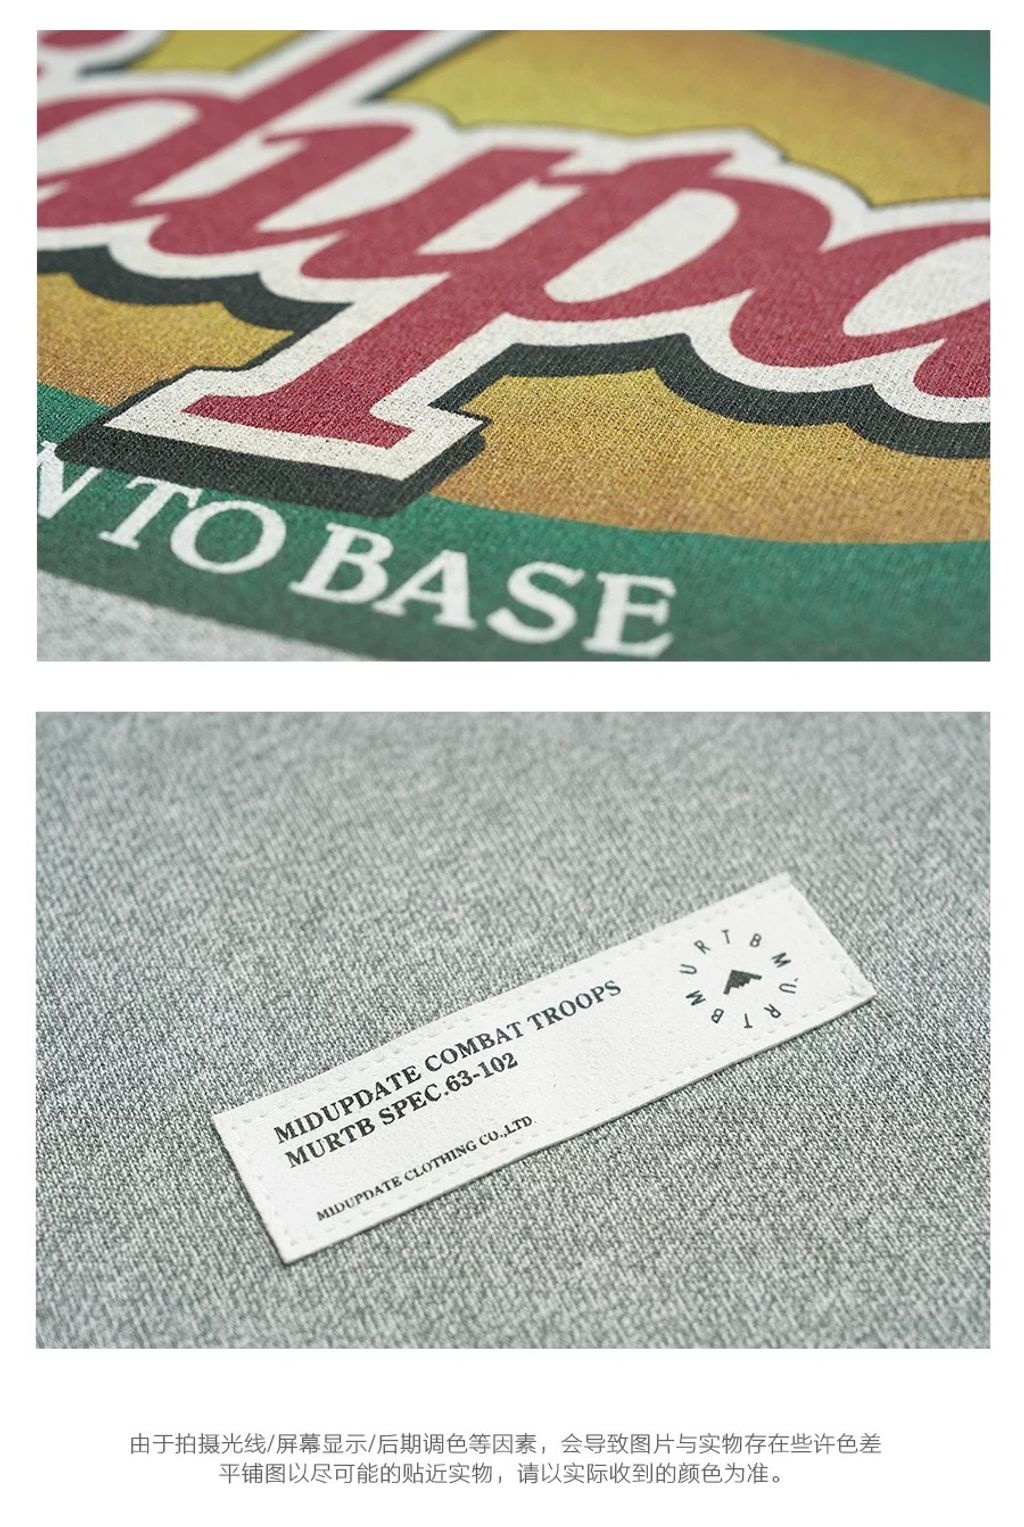 idupda
N TO BASE
MURTBMURTB
MIDUPDATE COMBAT TROOPS
MURTB SPEC.63-102
MIDUPDATE CLOTHING CO.,LTD
由于拍摄光线/屏幕显示/后期调色等因素，会导致图片与实物存在些许色差
平铺图以尽可能的贴近实物，请以实际收到的颜色为准。